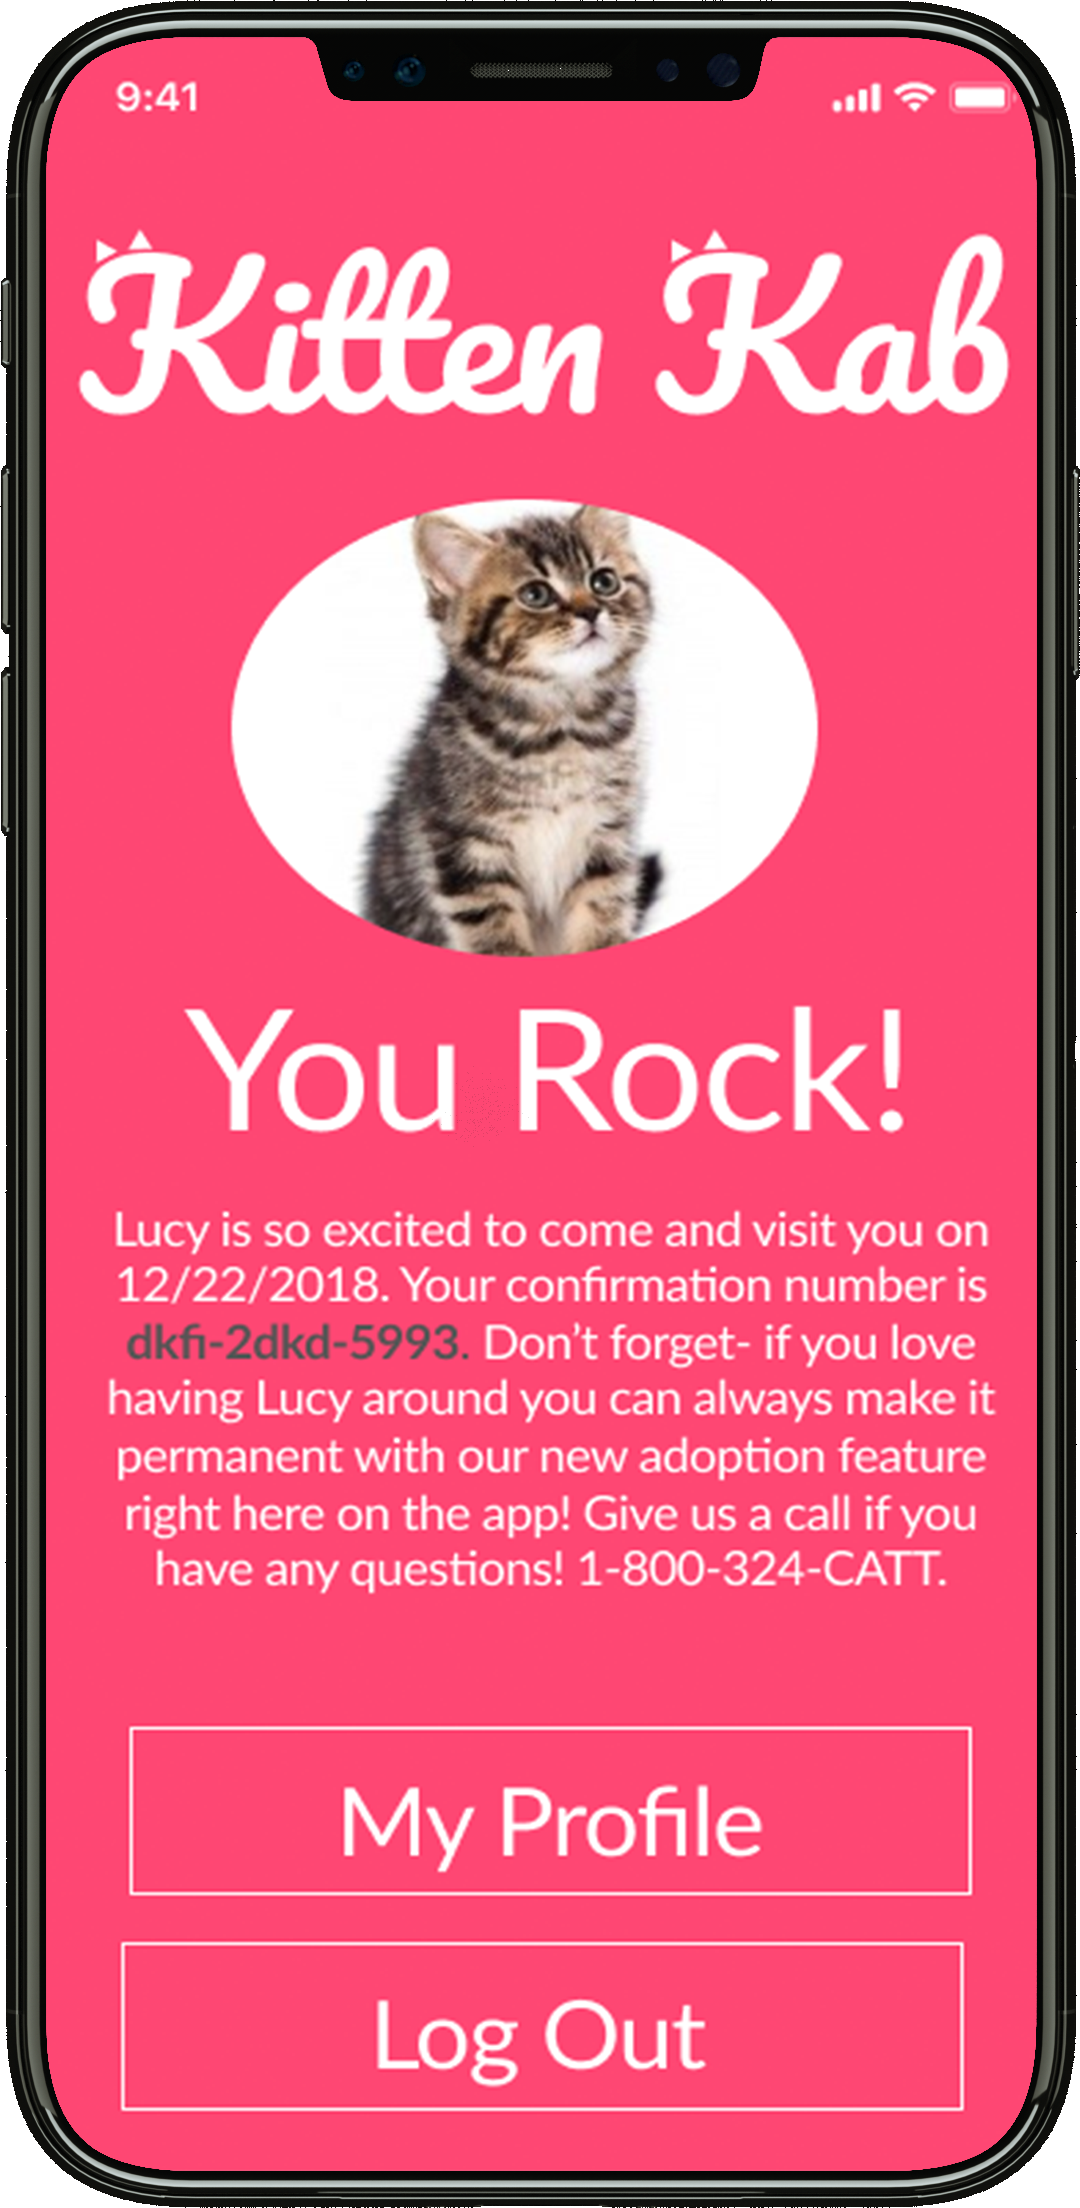 9:41
Kitten Kab
You Rock!
Lucy is so excited to come and visit you on
12/22/2018. Your confirmation number is
dkfi-2dkd-5993. Don’t forget- if you love
having Lucy around you can always make it
permanent with our new adoption feature
right here on the app! Give us a call if you
have any questions! 1-800-324-CATT.
My Profile
Log Out